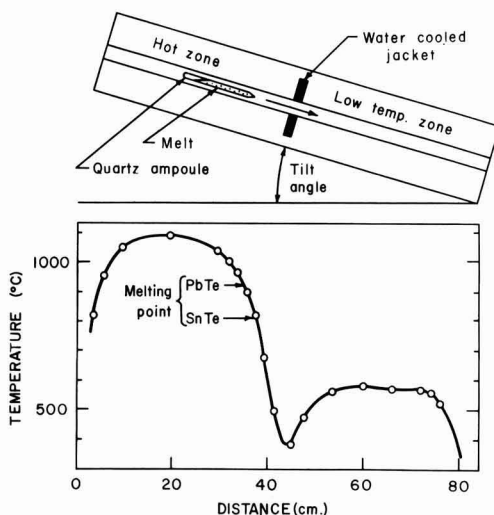 Water cooled
jacket
Hot zone
Low temp. zone
Melt
Quartz ampoule
Tilt
angle
TEMPERATURE (°C)
1000
500
Melting
point
PbTe
SnTe
0
20
40
60
80
DISTANCE (cm.)